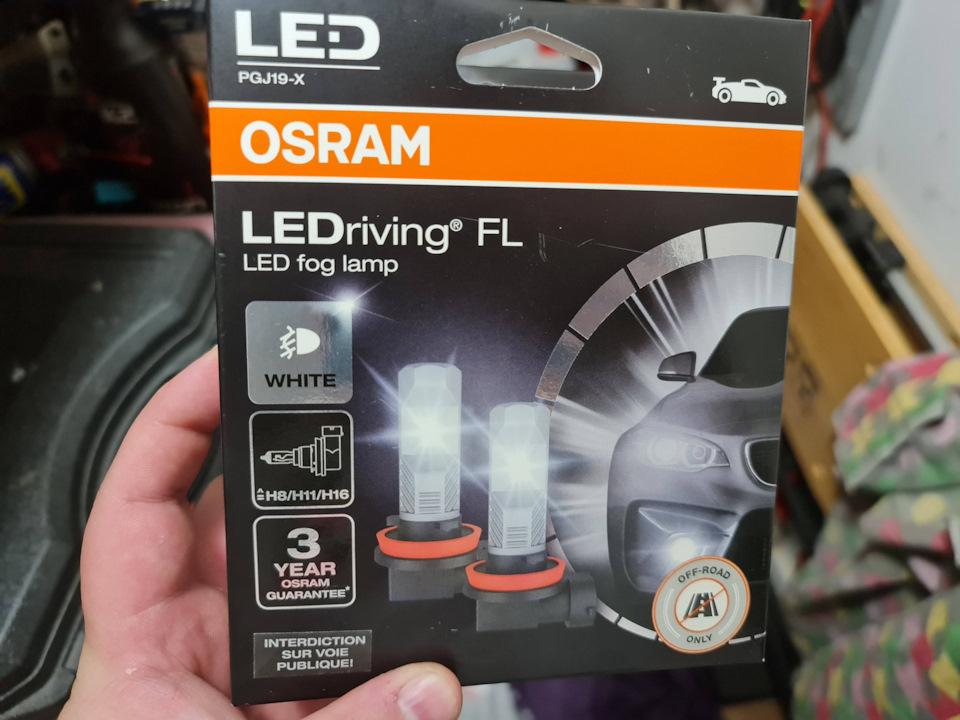 LED
PGJ19-X
OSRAM
LEDriving® FL
LED fog lamp
WHITE
≙H8/H11/H16
3
YEAR
OSRAM
GUARANTEE*
INTERDICTION
SUR VOIE
PUBLIQUE!
OFF-ROAD
ONLY